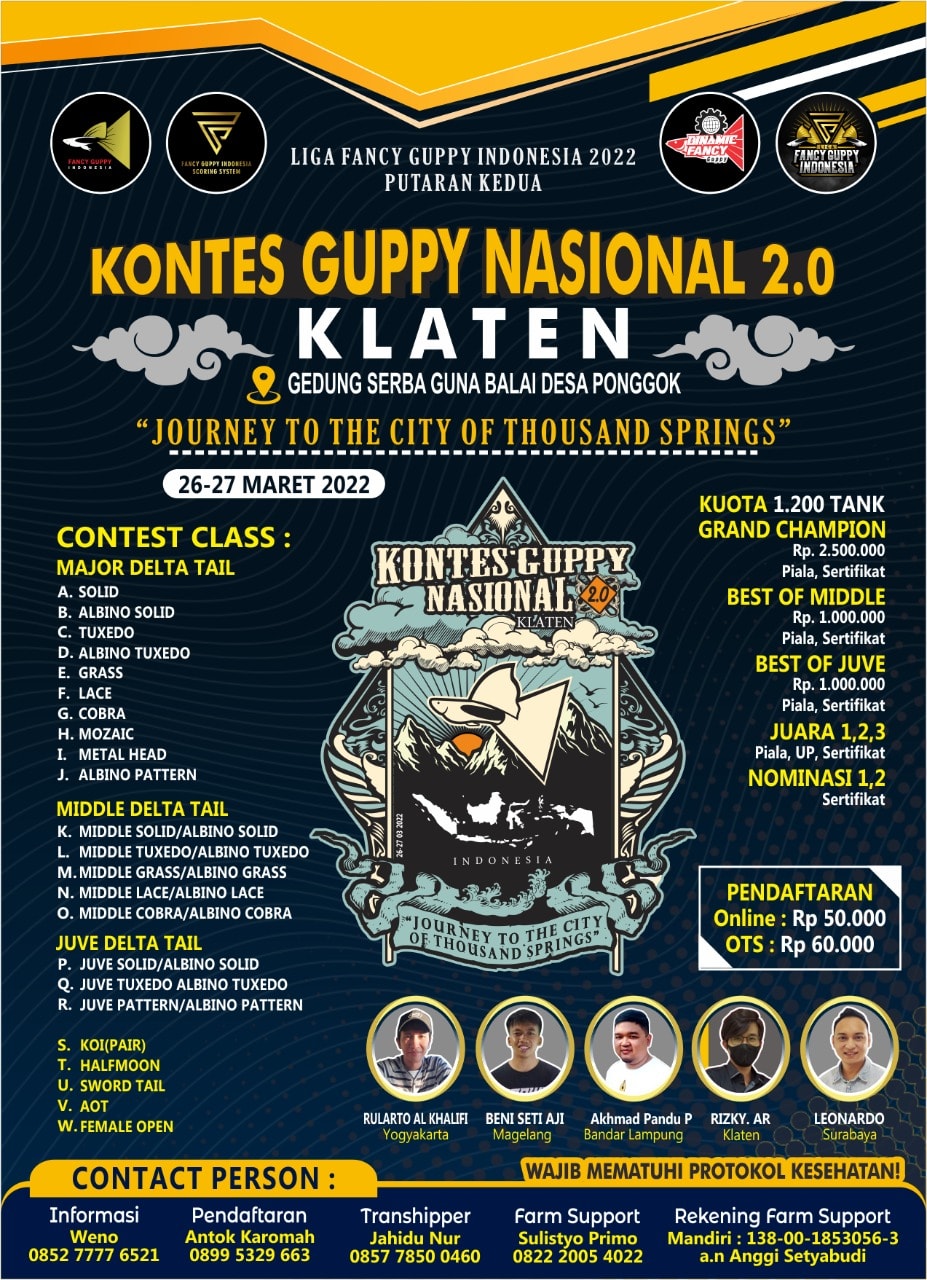 FANCY GUPPY
INDONESIA
FANCY GUPPY INDONESIA
SCORING SYSTEM
LIGA FANCY GUPPY INDONESIA 2022
PUTARAN KEDUA
DINAMIC
FANCY
Guppy
LIGA
FANCY GUPPY
INDONESIA
KONTES GUPPY NASIONAL 2.0
KLATEN
GEDUNG SERBA GUNA BALAI DESA PONGGOK
“JOURNEY TO THE CITY OF THOUSAND SPRINGS”
26-27 MARET 2022
CONTEST CLASS :
MAJOR DELTA TAIL
A. SOLID
B. ALBINO SOLID
C. TUXEDO
D. ALBINO TUXEDO
E. GRASS
F. LACE
G. COBRA
H. MOZAIC
I. METAL HEAD
J. ALBINO PATTERN
MIDDLE DELTA TAIL
K. MIDDLE SOLID/ALBINO SOLID
L. MIDDLE TUXEDO/ALBINO TUXEDO
M. MIDDLE GRASS/ALBINO GRASS
N. MIDDLE LACE/ALBINO LACE
O. MIDDLE COBRA/ALBINO COBRA
JUVE DELTA TAIL
P. JUVE SOLID/ALBINO SOLID
Q. JUVE TUXEDO ALBINO TUXEDO
R. JUVE PATTERN/ALBINO PATTERN
S. KOI(PAIR)
T. HALFMOON
U. SWORD TAIL
V. AOT
W. FEMALE OPEN
KONTES GUPPY
NASIONAL 2.0
KLATEN
26-27 03 2022
INDONESIA
“JOURNEY TO THE CITY
OF THOUSAND SPRINGS”
KUOTA 1.200 TANK
GRAND CHAMPION
Rp. 2.500.000
Piala, Sertifikat
BEST OF MIDDLE
Rp. 1.000.000
Piala, Sertifikat
BEST OF JUVE
Rp. 1.000.000
Piala, Sertifikat
JUARA 1,2,3
Piala, UP, Sertifikat
NOMINASI 1,2
Sertifikat
PENDAFTARAN
Online : Rp 50.000
OTS : Rp 60.000
RULARTO AL KHALIFI
Yogyakarta
BENI SETI AJI
Magelang
Akhmad Pandu P
Bandar Lampung
RIZKY. AR
Klaten
LEONARDO
Surabaya
WAJIB MEMATUHI PROTOKOL KESEHATAN!
CONTACT PERSON :
Informasi
Weno
0852 7777 6521
Pendaftaran
Antok Karomah
0899 5329 663
Transhipper
Jahidu Nur
0857 7850 0460
Farm Support
Sulistyo Primo
0822 2005 4022
Rekening Farm Support
Mandiri : 138-00-1853056-3
a.n Anggi Setyabudi